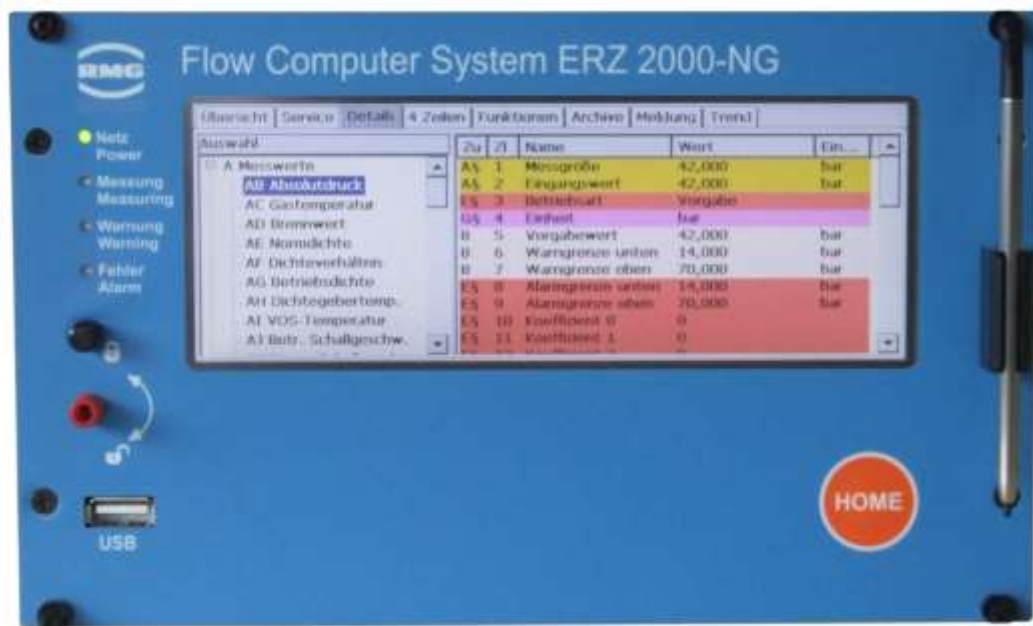 RMG
Flow Computer System ERZ 2000-NG
Netz
Power
Messung
Measuring
Warnung
Warning
Fehler
Alarm
USB
HOME
Übersicht Service Details 4 Zeilen Funktionen Archive Meldung Trend
Auswahl
A Messwerte
AB Absolutdruck
AC Gastemperatur
AD Brennwert
AE Normdichte
AF Dichteverhältnis
AG Betriebsdichte
AH Dichtegebertemp.
AI VOS-Temperatur
AJ Betr. Schallgeschw.
Zu Zl Name Wert Ein...
A§ 1 Messgröße 42,000 bar
A§ 2 Eingangswert 42,000 bar
E§ 3 Betriebsart Vorgabe
G§ 4 Einheit bar
B 5 Vorgabewert 42,000 bar
B 6 Warngrenze unten 14,000 bar
B 7 Warngrenze oben 70,000 bar
E§ 8 Alarmgrenze unten 14,000 bar
E§ 9 Alarmgrenze oben 70,000 bar
E§ 10 Koeffizient 0 0
E§ 11 Koeffizient 1 0